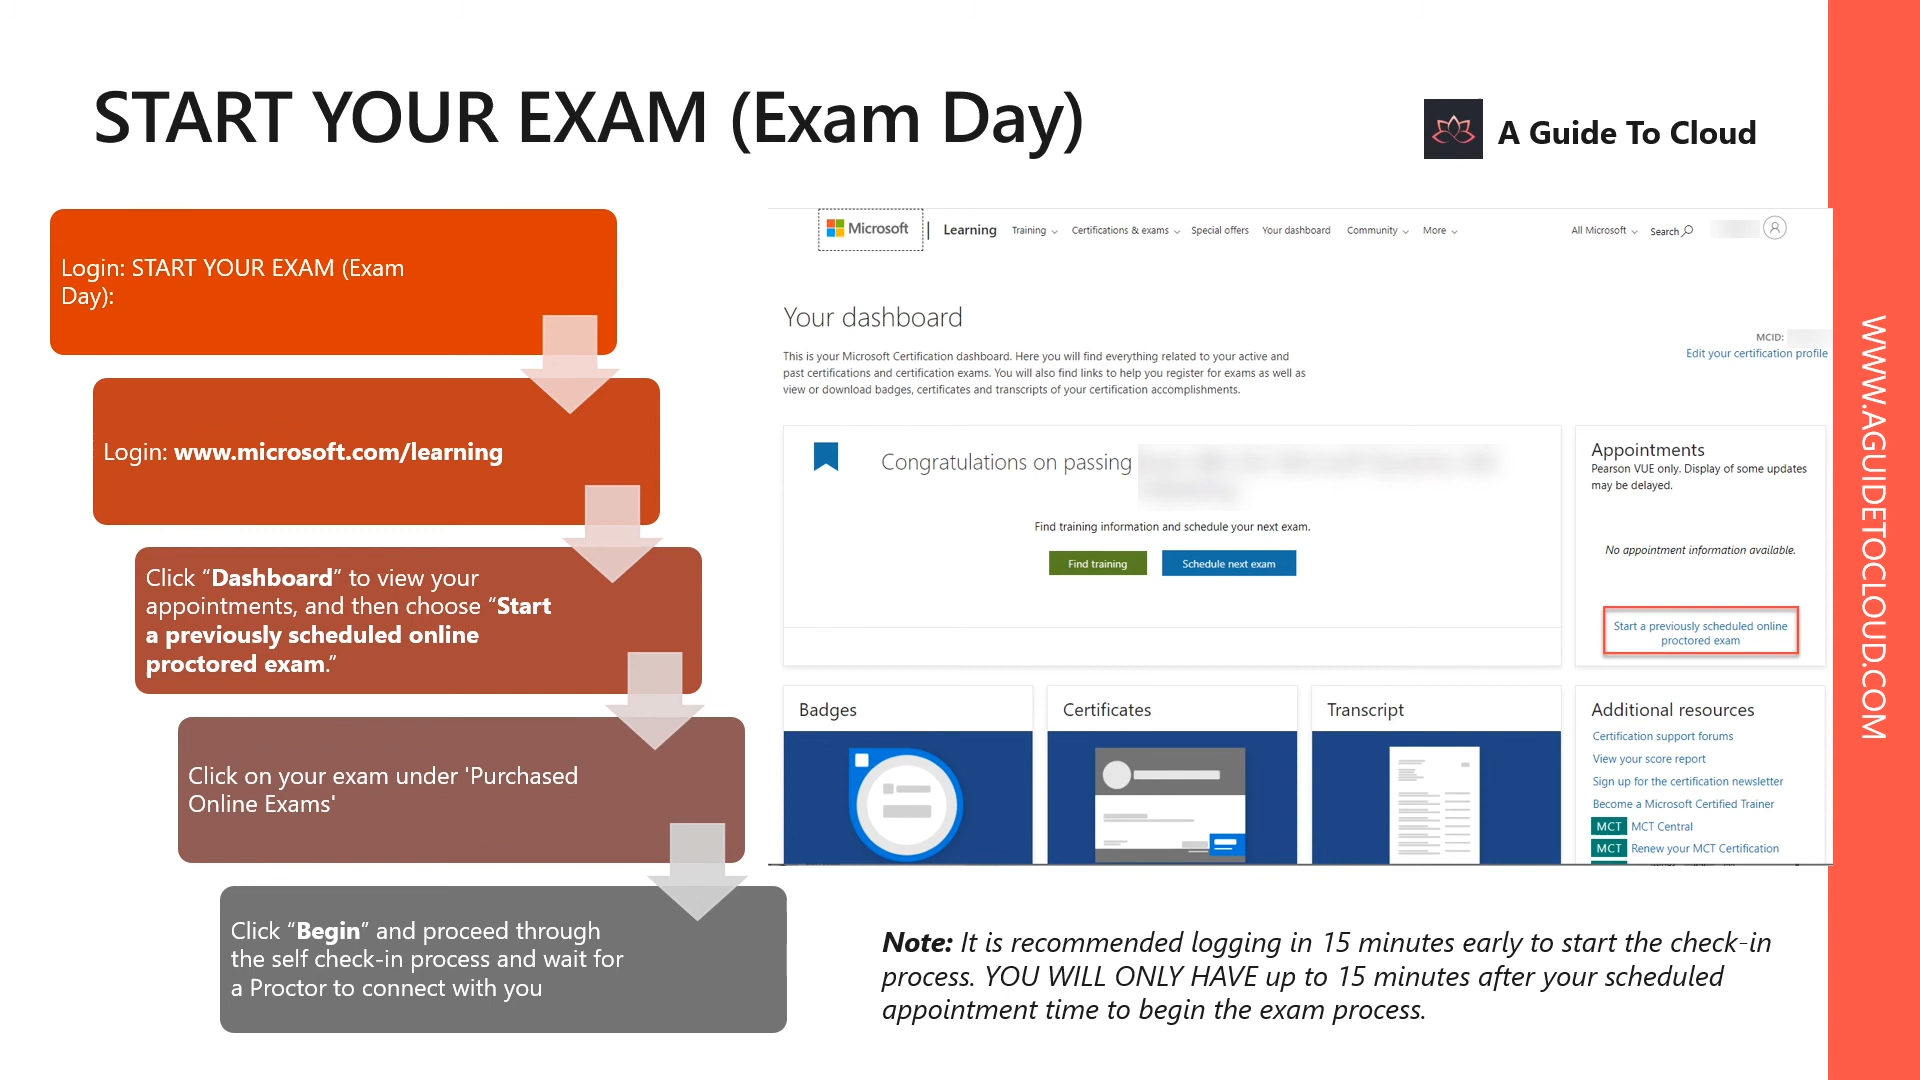 START YOUR EXAM (Exam Day)
A Guide To Cloud
Login: START YOUR EXAM (Exam
Day):
Login: www.microsoft.com/learning
Click “Dashboard” to view your
appointments, and then choose “Start
a previously scheduled online
proctored exam.”
Click on your exam under 'Purchased
Online Exams'
Click “Begin” and proceed through
the self check-in process and wait for
a Proctor to connect with you
Microsoft | Learning Training Certifications & exams Special offers Your dashboard Community More All Microsoft Search
Your dashboard
MCID:
Edit your certification profile
This is your Microsoft Certification dashboard. Here you will find everything related to your active and
past certifications and certification exams. You will also find links to help you register for exams as well as
view or download badges, certificates and transcripts of your certification accomplishments.
Congratulations on passing
Find training information and schedule your next exam.
Find training Schedule next exam
Appointments
Pearson VUE only. Display of some updates
may be delayed.
No appointment information available.
Start a previously scheduled online
proctored exam
Badges
Certificates
Transcript
Additional resources
Certification support forums
View your score report
Sign up for the certification newsletter
Become a Microsoft Certified Trainer
MCT MCT Central
MCT Renew your MCT Certification
Note: It is recommended logging in 15 minutes early to start the check-in
process. YOU WILL ONLY HAVE up to 15 minutes after your scheduled
appointment time to begin the exam process.
WWW.AGUIDETOCLOUD.COM